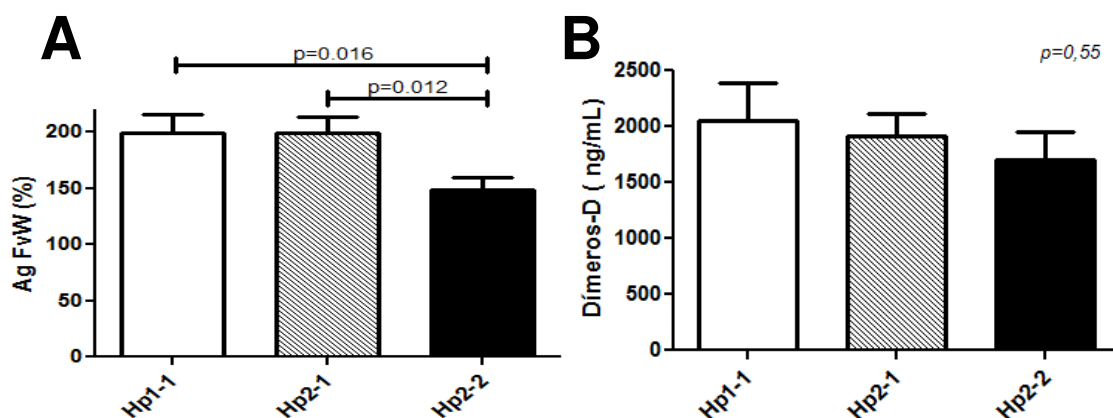 A
p=0.016
p=0.012
Ag FvW (%)
200
150
100
50
0
Hp1-1
Hp2-1
Hp2-2
B
p=0,55
Dímeros-D ( ng/mL)
2500
2000
1500
1000
500
0
Hp1-1
Hp2-1
Hp2-2